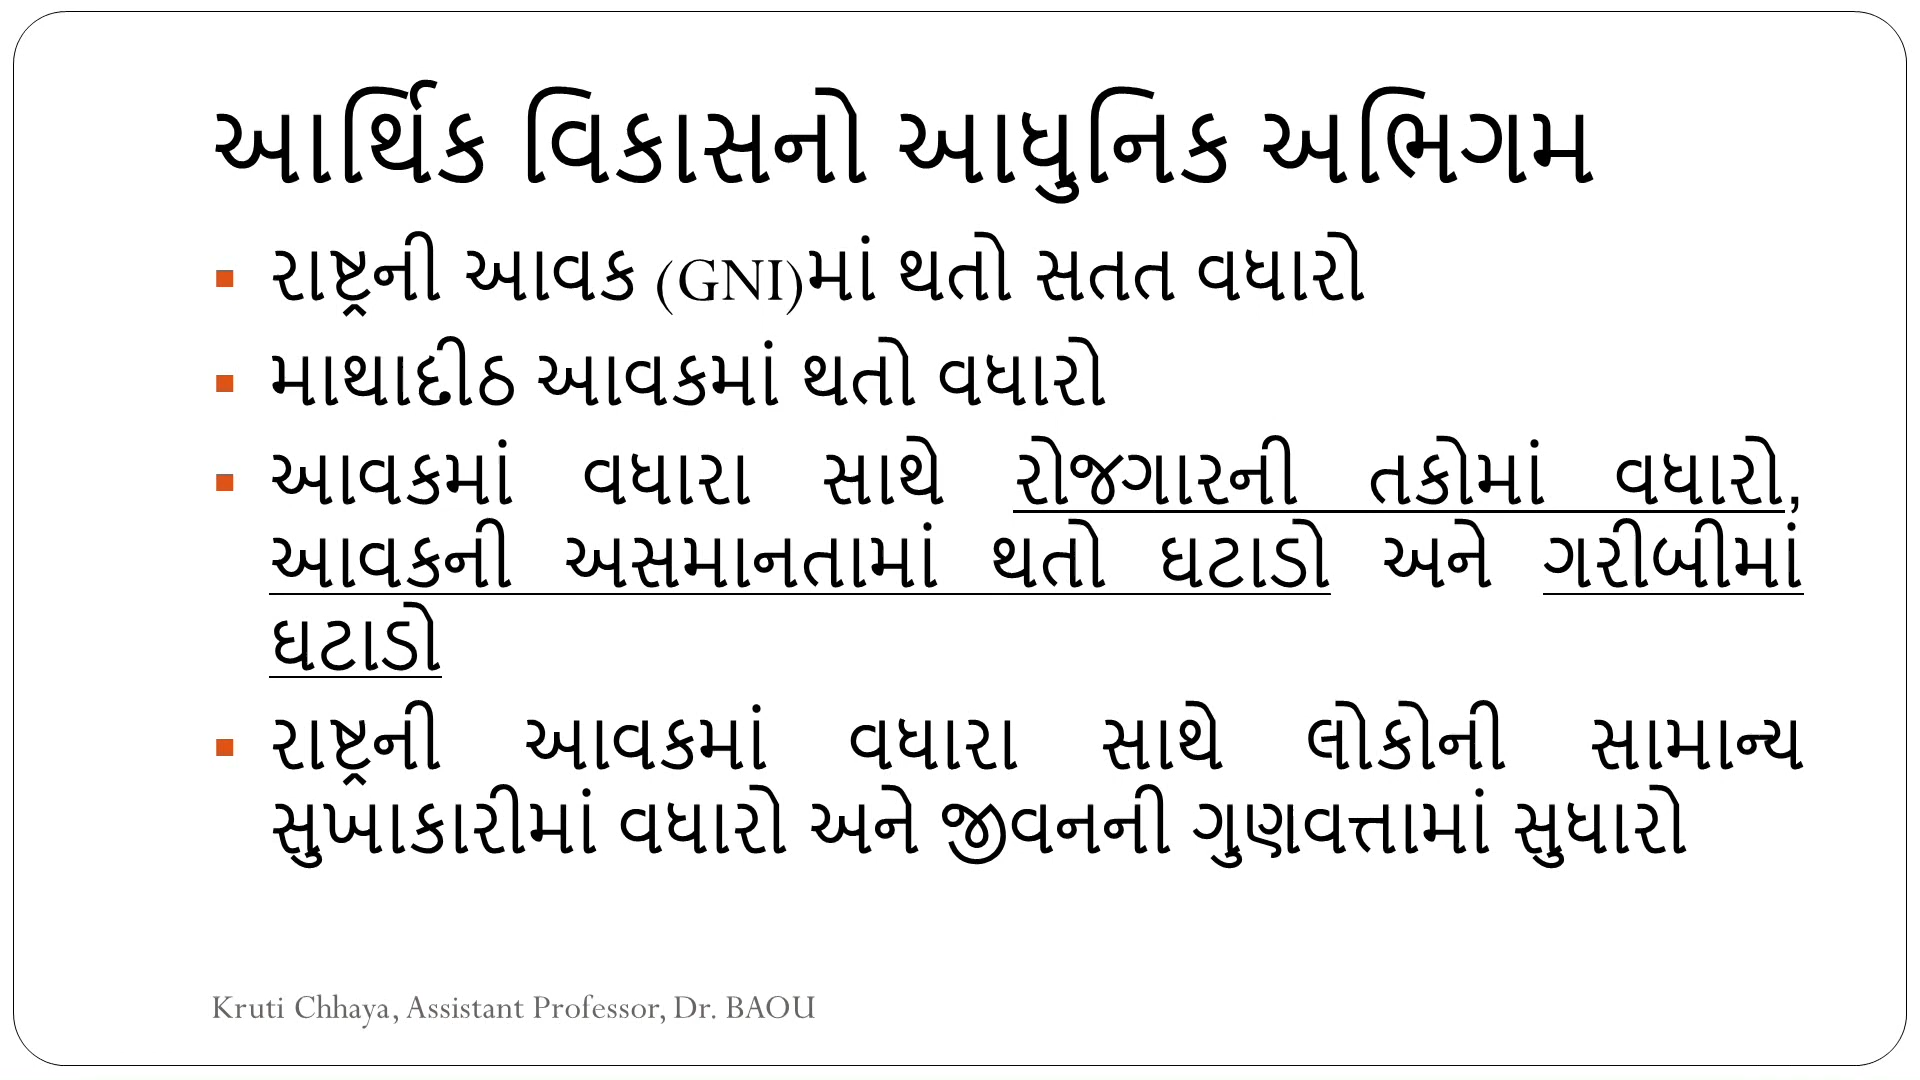 આર્થિક વિકાસનો આધુનિક અભિગમ
▪ રાષ્ટ્રની આવક (GNI)માં થતો સતત વધારો
▪ માથાદીઠ આવકમાં થતો વધારો
▪ આવકમાં વધારા સાથે રોજગારની તકોમાં વધારો,
આવકની અસમાનતામાં થતો ઘટાડો અને ગરીબીમાં
ઘટાડો
▪ રાષ્ટ્રની આવકમાં વધારા સાથે લોકોની સામાન્ય
સુખાકારીમાં વધારો અને જીવનની ગુણવત્તામાં સુધારો
Kruti Chhaya, Assistant Professor, Dr. BAOU